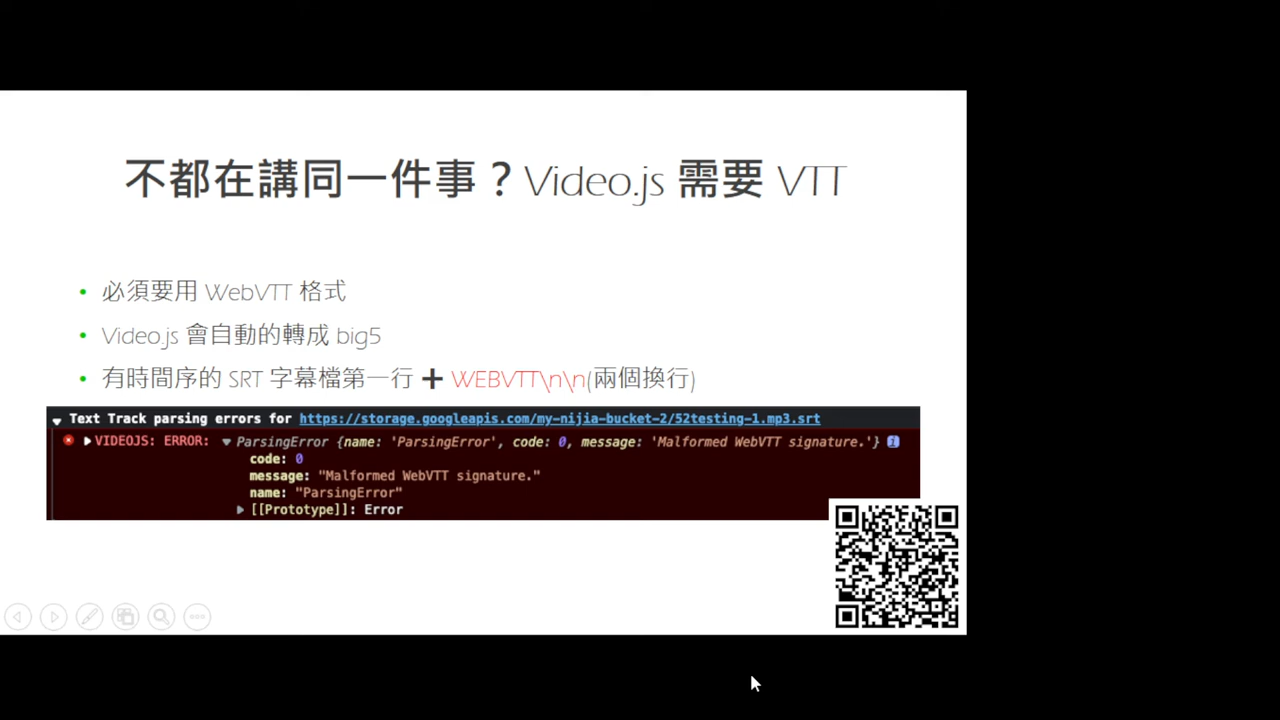 不都在講同一件事？Video.js 需要 VTT
• 必須要用 WebVTT 格式
• Video.js 會自動的轉成 big5
• 有時間序的 SRT 字幕檔第一行 ➕ WEBVTT\n\n(兩個換行)
Text Track parsing errors for https://storage.googleapis.com/my-nijia-bucket-2/52testing-1.mp3.srt
VIDEOJS: ERROR: ParsingError {name: 'ParsingError', code: 0, message: 'Malformed WebVTT signature.'}
code: 0
message: "Malformed WebVTT signature."
name: "ParsingError"
[[Prototype]]: Error